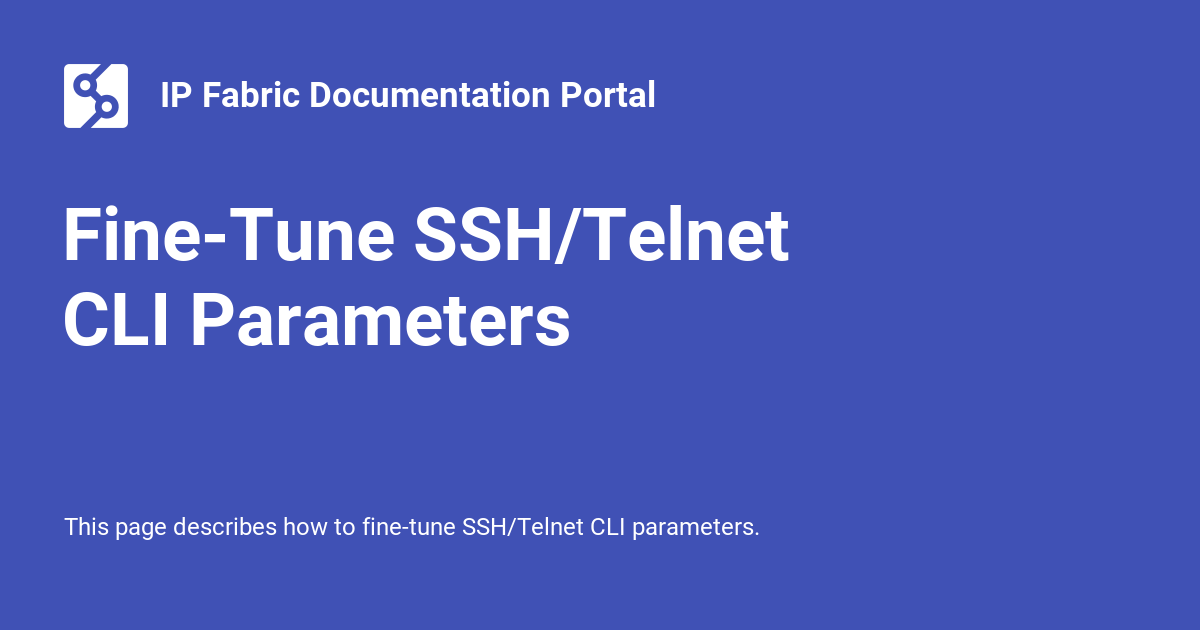 IP Fabric Documentation Portal
Fine-Tune SSH/Telnet
CLI Parameters
This page describes how to fine-tune SSH/Telnet CLI parameters.